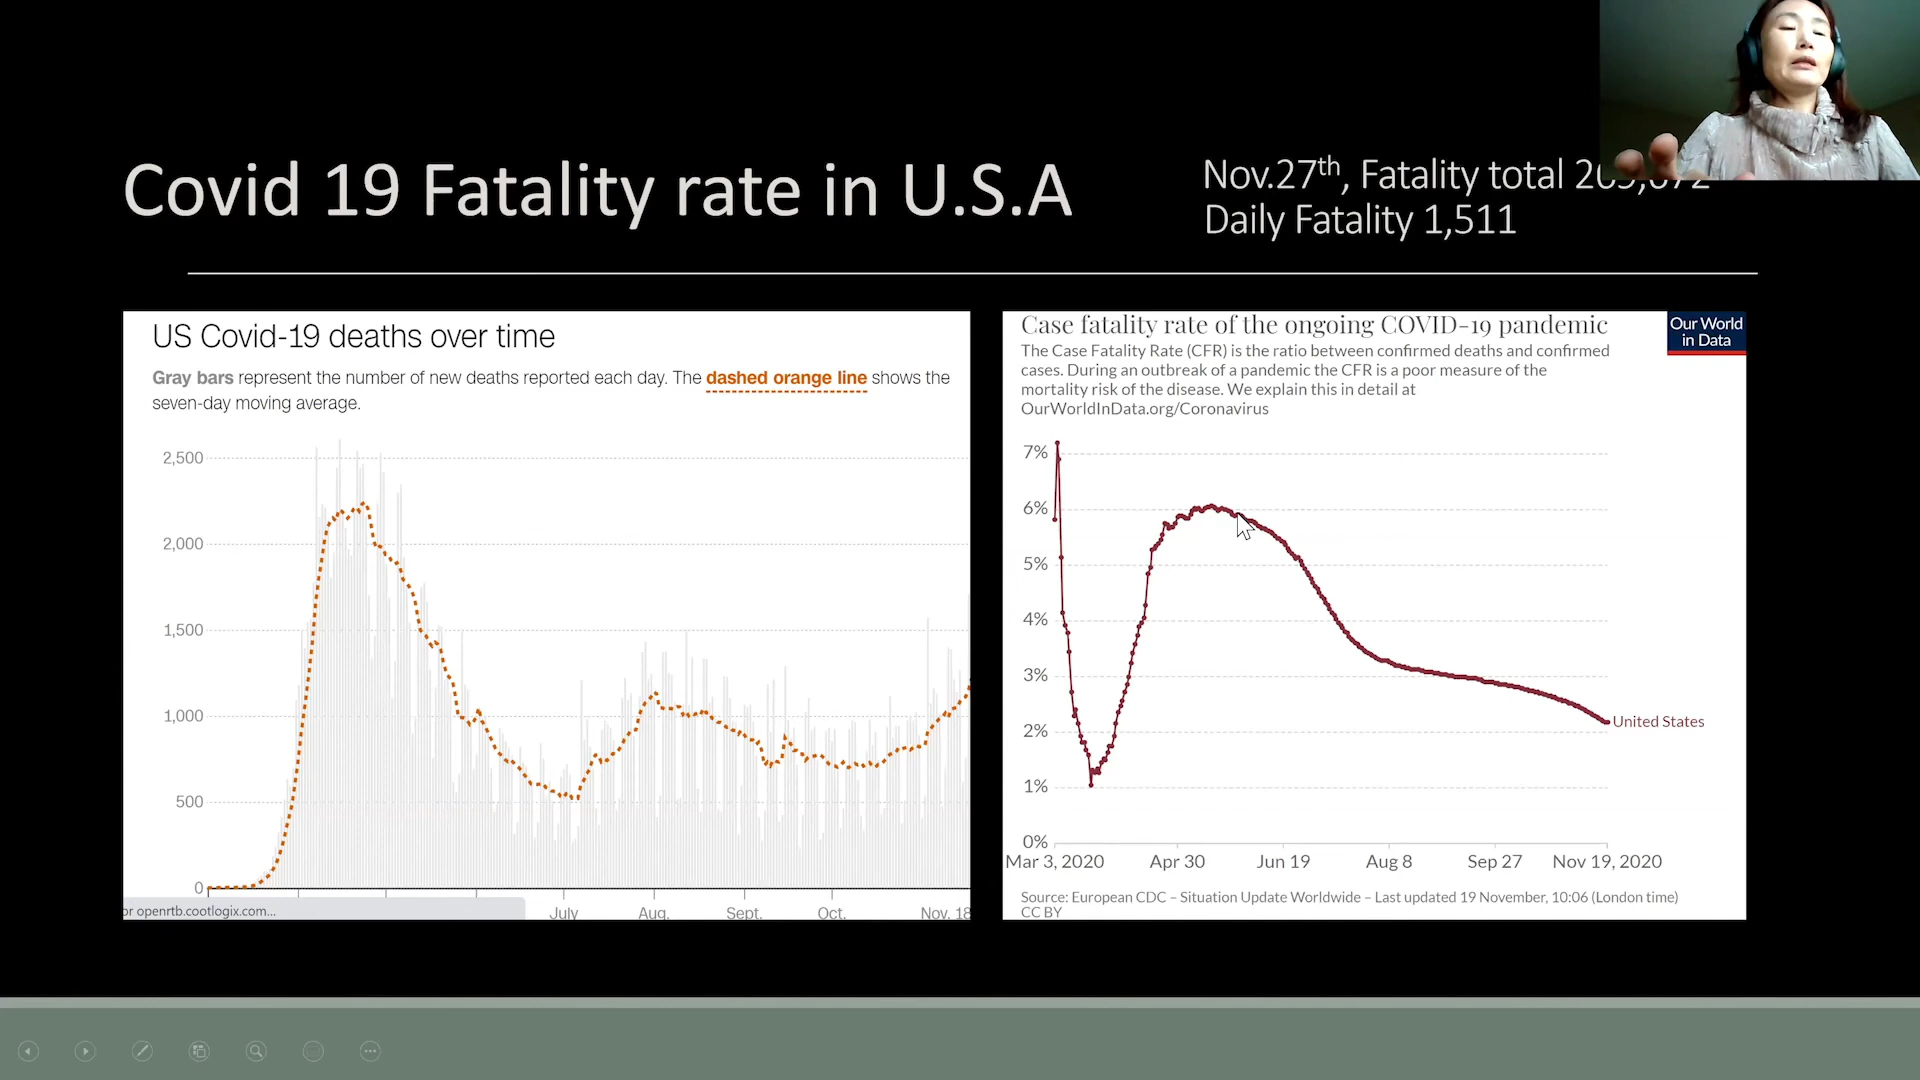 Covid 19 Fatality rate in U.S.A
Nov.27th, Fatality total
Daily Fatality 1,511
US Covid-19 deaths over time
Gray bars represent the number of new deaths reported each day. The dashed orange line shows the
seven-day moving average.
2,500
2,000
1,500
1,000
500
0
or openrtb.cootlogix.com...
July Aug. Sept. Oct. Nov. 18
Case fatality rate of the ongoing COVID-19 pandemic
Our World
in Data
The Case Fatality Rate (CFR) is the ratio between confirmed deaths and confirmed
cases. During an outbreak of a pandemic the CFR is a poor measure of the
mortality risk of the disease. We explain this in detail at
OurWorldInData.org/Coronavirus
7%
6%
5%
4%
3%
2%
1%
0%
United States
Mar 3, 2020 Apr 30 Jun 19 Aug 8 Sep 27 Nov 19, 2020
Source: European CDC – Situation Update Worldwide – Last updated 19 November, 10:06 (London time)
CC BY